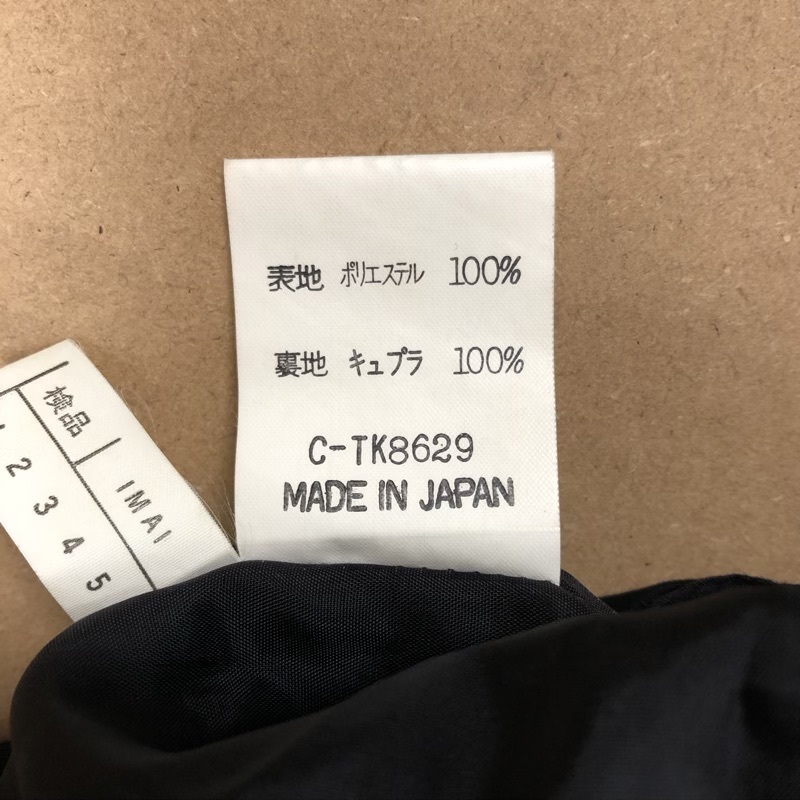 表地 ポリエステル 100%
裏地 キュプラ 100%
C-TK8629
MADE IN JAPAN
検品
IMAI
2 3 4 5